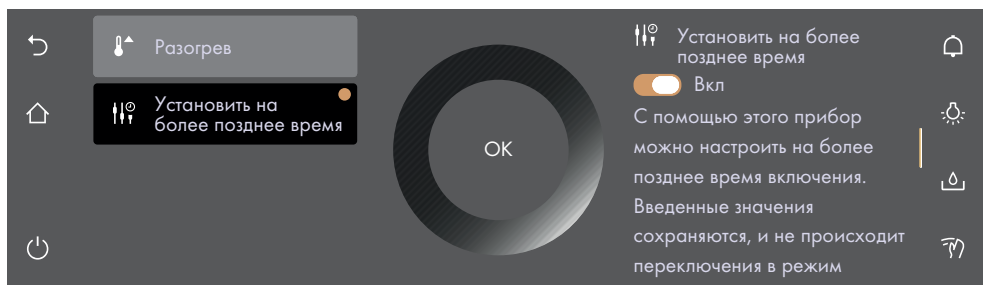 Разогрев
Установить на
более позднее время
OK
Установить на более
позднее время
Вкл
С помощью этого прибор
можно настроить на более
позднее время включения.
Введенные значения
сохраняются, и не происходит
переключения в режим